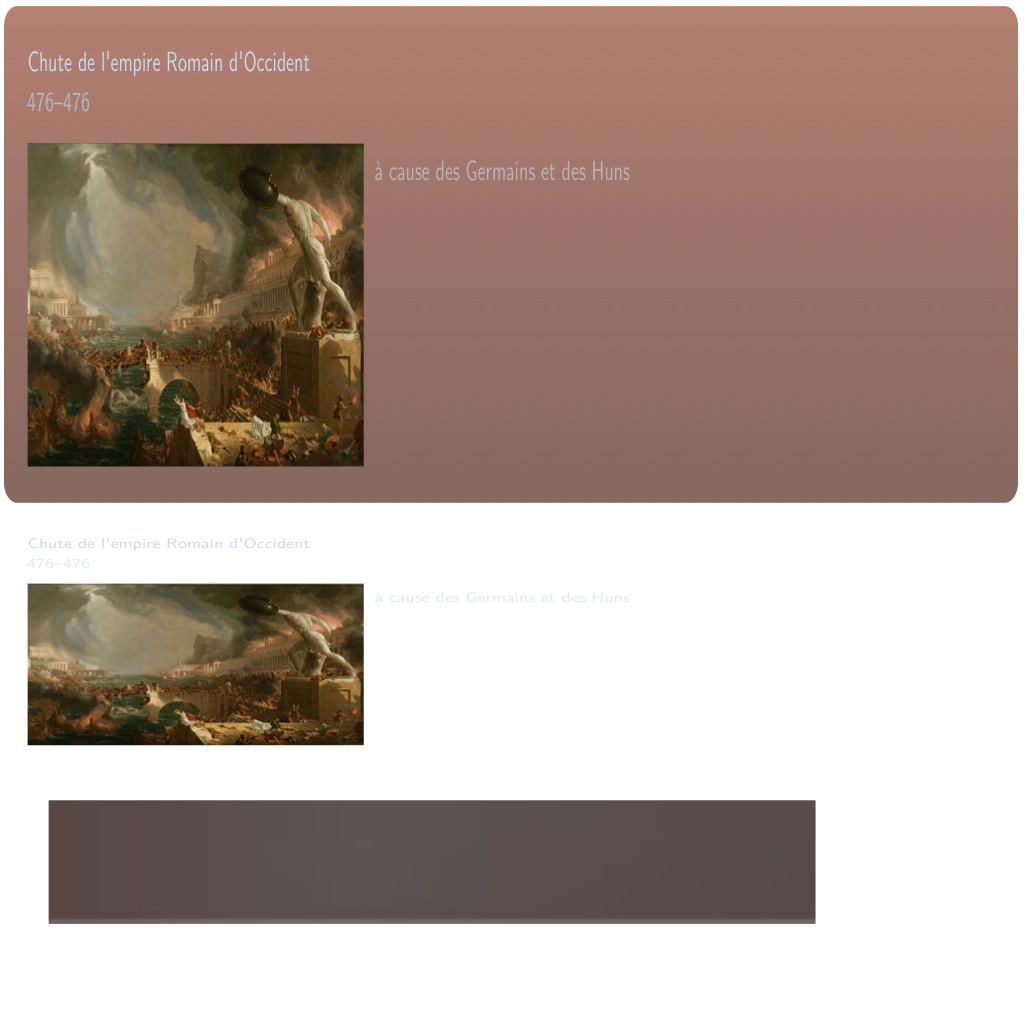 Chute de l'empire Romain d'Occident
476–476
à cause des Germains et des Huns
Chute de l'empire Romain d'Occident
476–476
à cause des Germains et des Huns